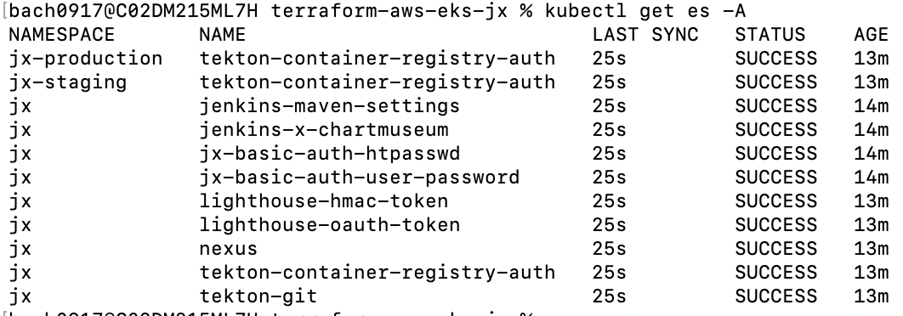 [bach0917@C02DM215ML7H terraform-aws-eks-jx % kubectl get es -A
NAMESPACE NAME LAST SYNC STATUS AGE
jx-production tekton-container-registry-auth 25s SUCCESS 13m
jx-staging tekton-container-registry-auth 25s SUCCESS 13m
jx jenkins-maven-settings 25s SUCCESS 14m
jx jenkins-x-chartmuseum 25s SUCCESS 14m
jx jx-basic-auth-htpasswd 25s SUCCESS 14m
jx jx-basic-auth-user-password 25s SUCCESS 14m
jx lighthouse-hmac-token 25s SUCCESS 13m
jx lighthouse-oauth-token 25s SUCCESS 13m
jx nexus 25s SUCCESS 13m
jx tekton-container-registry-auth 25s SUCCESS 13m
jx tekton-git 25s SUCCESS 13m